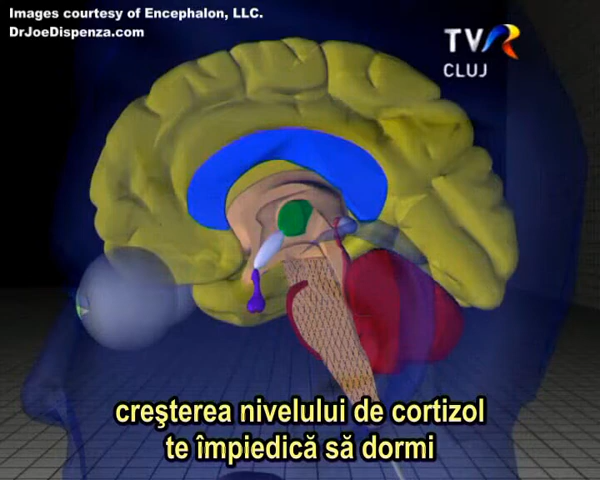 Images courtesy of Encephalon, LLC.
DrJoeDispenza.com
TVR
CLUJ
creşterea nivelului de cortizol
te împiedică să dormi